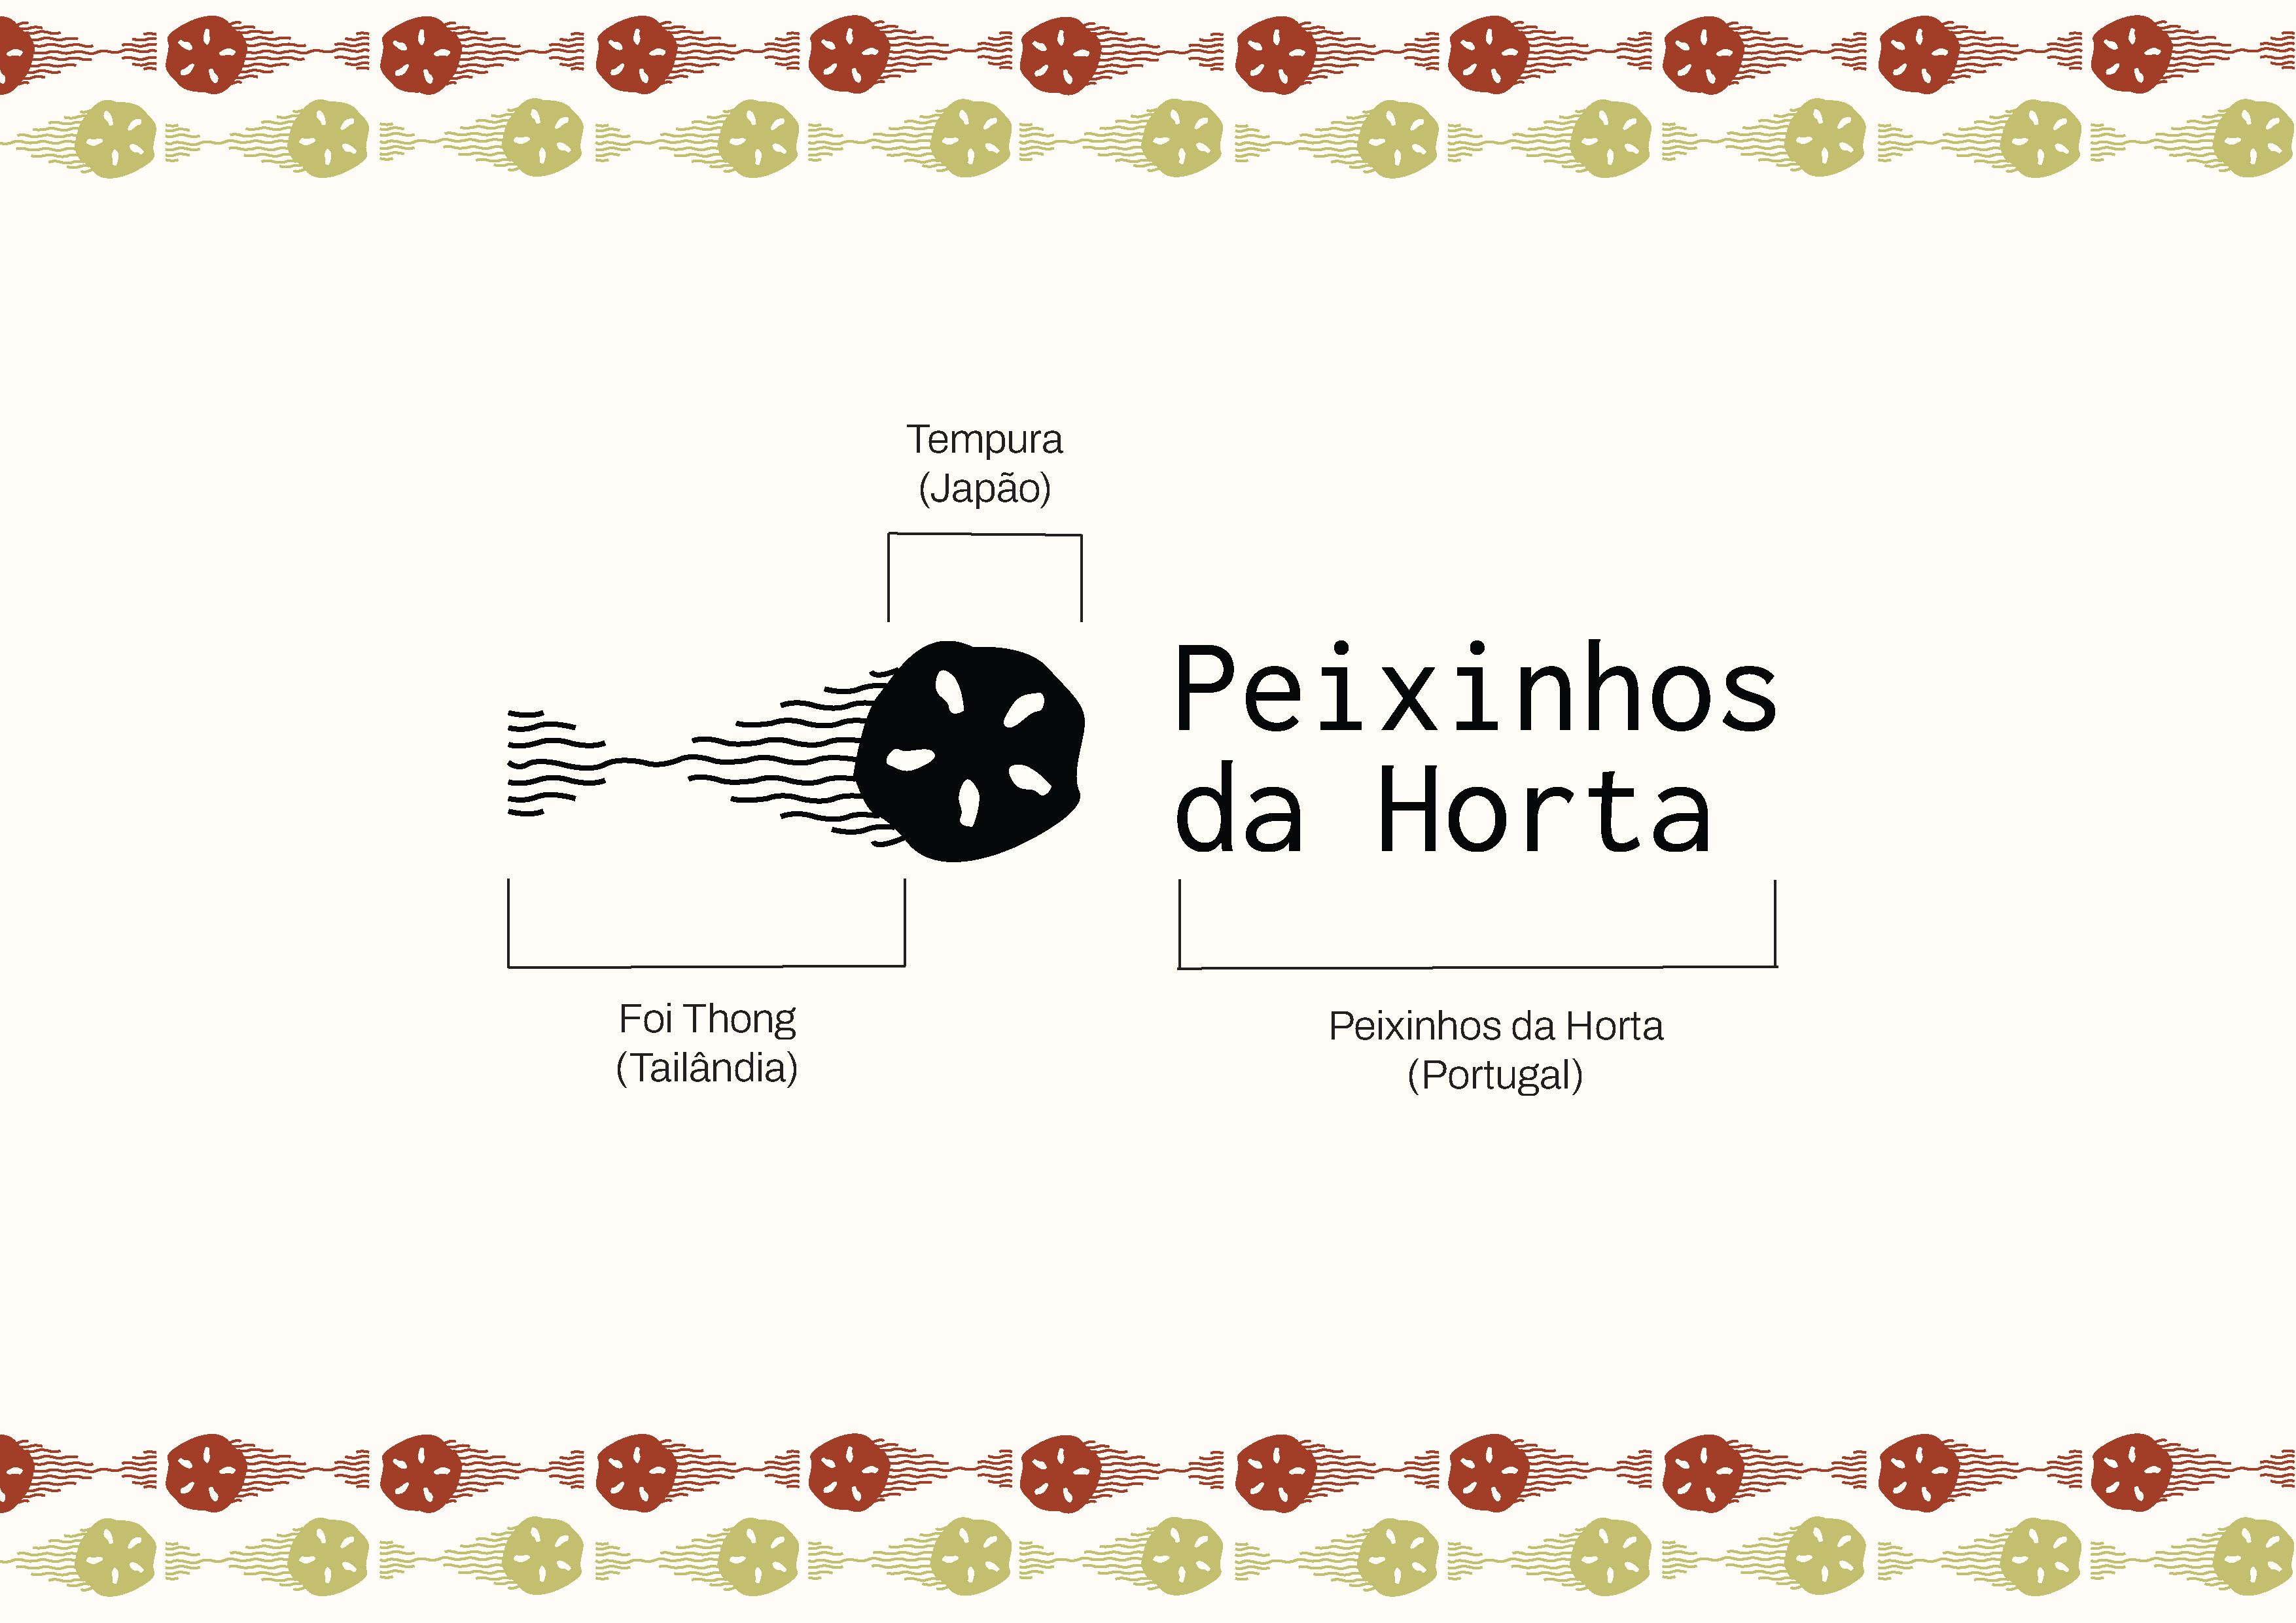 Tempura
(Japão)
Peixinhos
da Horta
Foi Thong
(Tailândia)
Peixinhos da Horta
(Portugal)